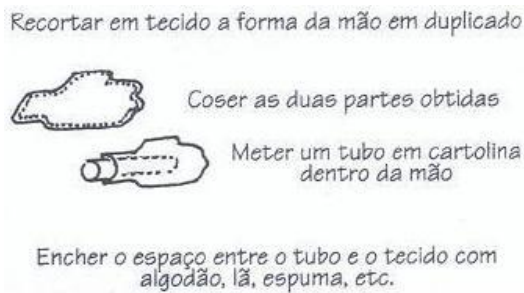 Recortar em tecido a forma da mão em duplicado
Coser as duas partes obtidas
Meter um tubo em cartolina
dentro da mão
Encher o espaço entre o tubo e o tecido com
algodão, lã, espuma, etc.